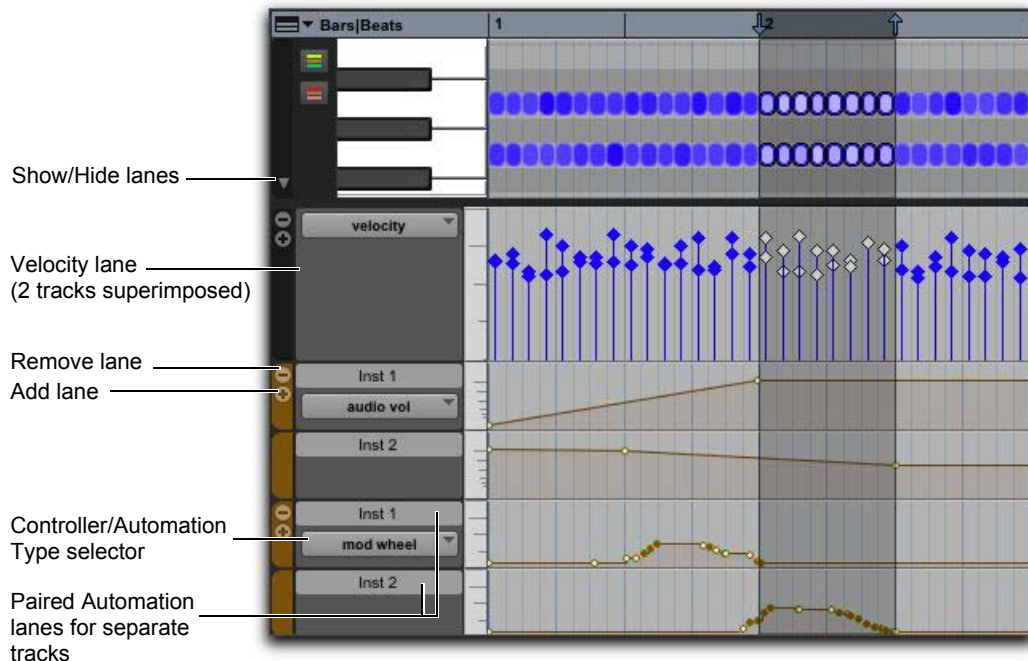 Bars|Beats
1
2
Show/Hide lanes
velocity
Velocity lane
(2 tracks superimposed)
Remove lane
Add lane
Inst 1
audio vol
Inst 2
Controller/Automation
Type selector
Inst 1
mod wheel
Inst 2
Paired Automation
lanes for separate
tracks